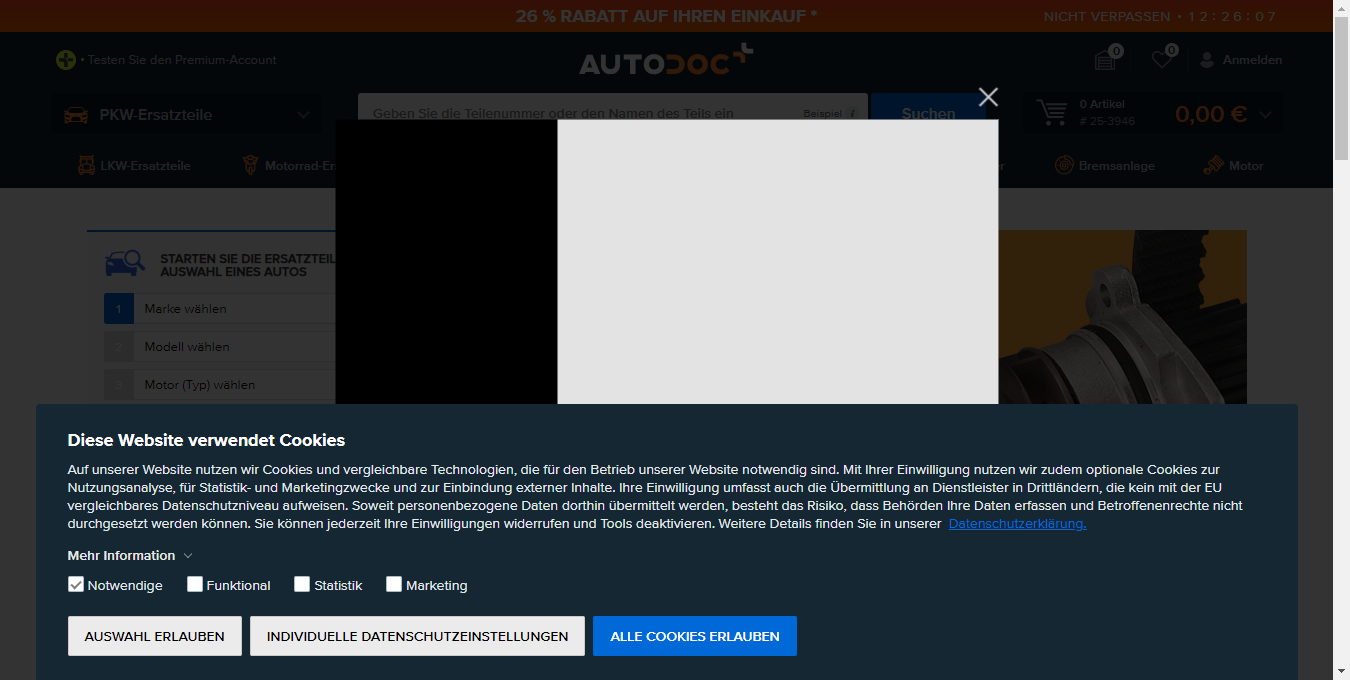 26 % RABATT AUF IHREN EINKAUF *
NICHT VERPASSEN • 12:26:07
• Testen Sie den Premium-Account
AUTODOC
0
0
Anmelden
PKW-Ersatzteile
Geben Sie die Teilenummer oder den Namen des Teils ein
Beispiel
i
Suchen
0 Artikel
# 25-3946
0,00 €
LKW-Ersatzteile
Motorrad-Er
Bremsanlage
Motor
STARTEN SIE DIE ERSATZTEIL
AUSWAHL EINES AUTOS
1
Marke wählen
2
Modell wählen
3
Motor (Typ) wählen
Diese Website verwendet Cookies
Auf unserer Website nutzen wir Cookies und vergleichbare Technologien, die für den Betrieb unserer Website notwendig sind. Mit Ihrer Einwilligung nutzen wir zudem optionale Cookies zur
Nutzungsanalyse, für Statistik- und Marketingzwecke und zur Einbindung externer Inhalte. Ihre Einwilligung umfasst auch die Übermittlung an Dienstleister in Drittländern, die kein mit der EU
vergleichbares Datenschutzniveau aufweisen. Soweit personenbezogene Daten dorthin übermittelt werden, besteht das Risiko, dass Behörden Ihre Daten erfassen und Betroffenenrechte nicht
durchgesetzt werden können. Sie können jederzeit Ihre Einwilligungen widerrufen und Tools deaktivieren. Weitere Details finden Sie in unserer Datenschutzerklärung.
Mehr Information
Notwendige
Funktional
Statistik
Marketing
AUSWAHL ERLAUBEN
INDIVIDUELLE DATENSCHUTZEINSTELLUNGEN
ALLE COOKIES ERLAUBEN